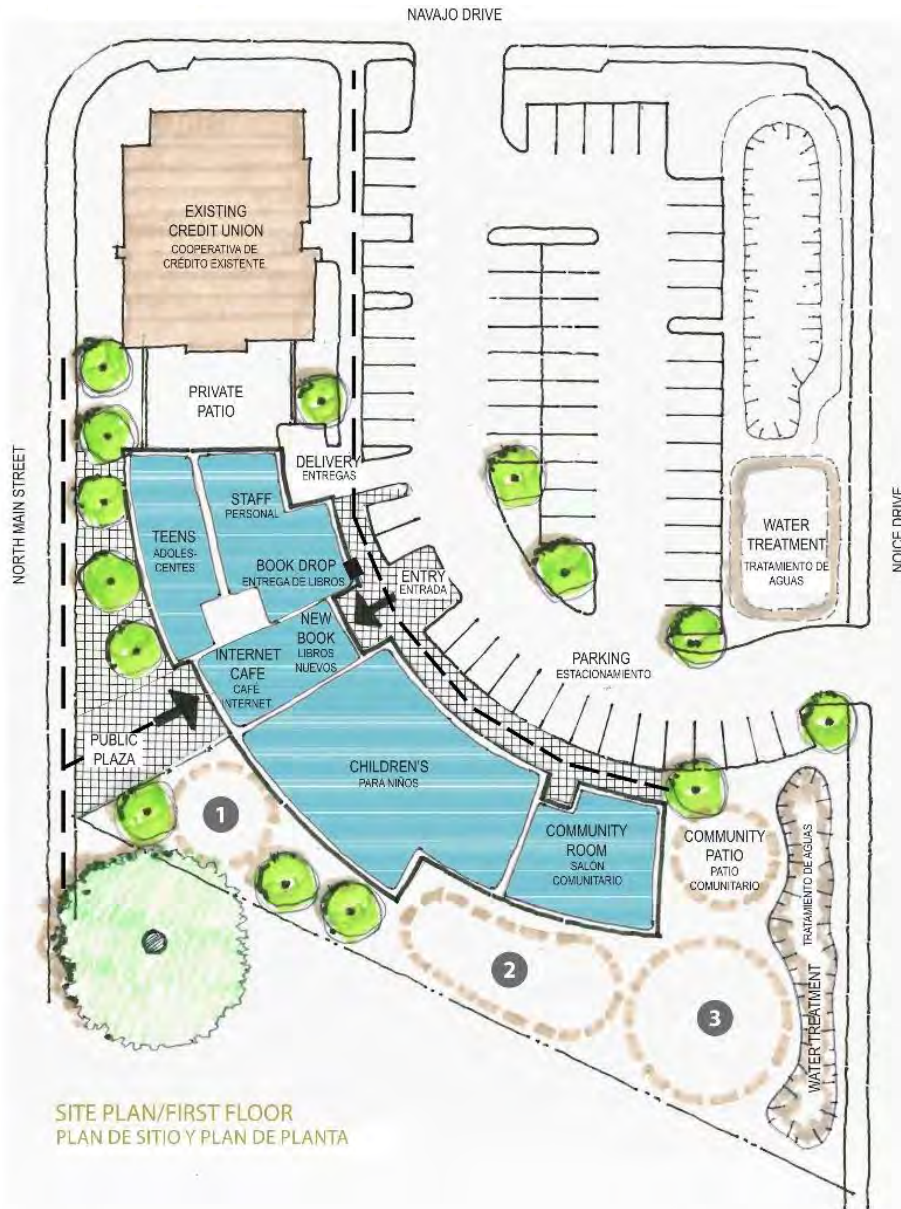 NAVAJO DRIVE
EXISTING
CREDIT UNION
COOPERATIVA DE
CRÉDITO EXISTENTE
PRIVATE
PATIO
NORTH MAIN STREET
DELIVERY
ENTREGAS
STAFF
PERSONAL
TEENS
ADOLES-
CENTES
BOOK DROP
ENTREGA DE LIBROS
ENTRY
ENTRADA
NEW
BOOK
LIBROS
NUEVOS
INTERNET
CAFE
CAFÉ
INTERNET
WATER
TREATMENT
TRATAMIENTO DE
AGUAS
NOICE DRIVE
PARKING
ESTACIONAMIENTO
PUBLIC
PLAZA
CHILDREN'S
PARA NIÑOS
1
COMMUNITY
ROOM
SALÓN
COMUNITARIO
COMMUNITY
PATIO
PATIO
COMUNITARIO
TRATAMIENTO DE AGUAS
WATER TREATMENT
2
3
SITE PLAN/FIRST FLOOR
PLAN DE SITIO Y PLAN DE PLANTA